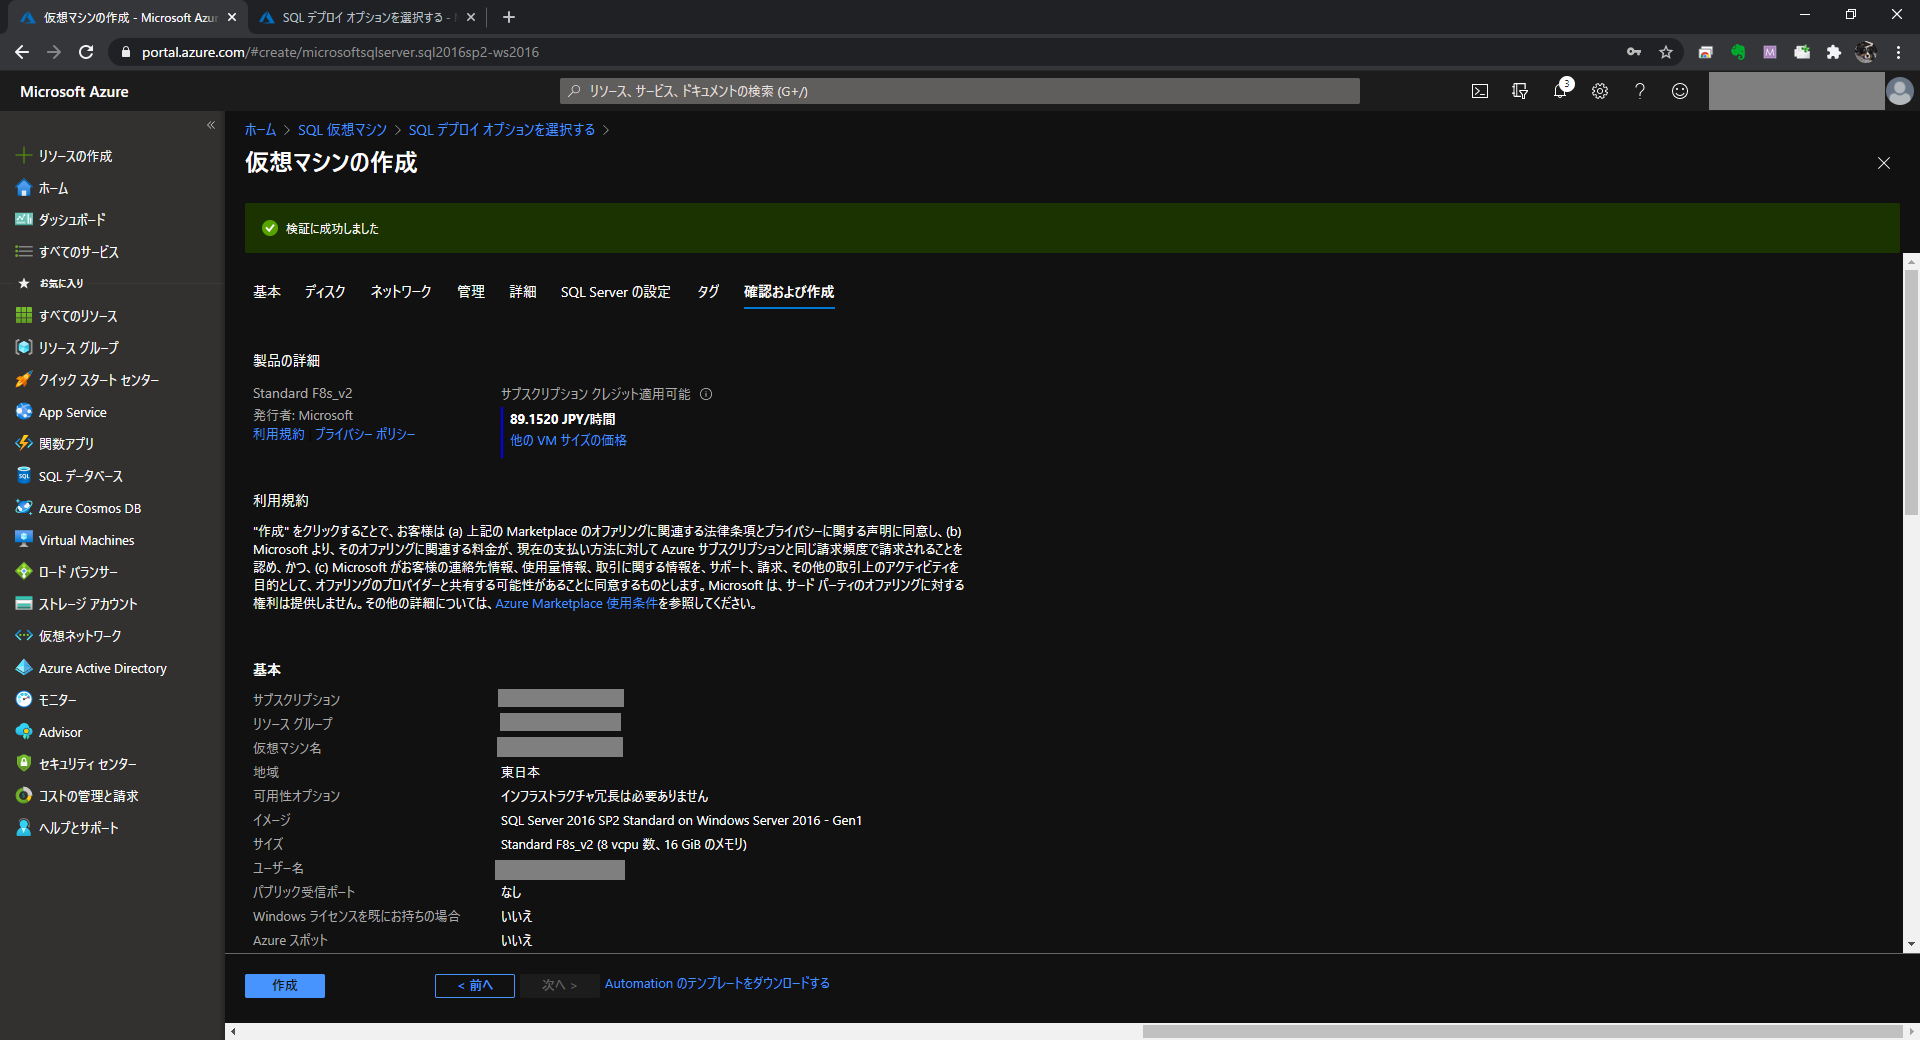 仮想マシンの作成 - Microsoft Azur
SQL デプロイ オプションを選択する -
portal.azure.com/#create/microsoftsqlserver.sql2016sp2-ws2016
Microsoft Azure
リソース、サービス、ドキュメントの検索 (G+/)
3
リソースの作成
ホーム
ダッシュボード
すべてのサービス
お気に入り
すべてのリソース
リソース グループ
クイック スタート センター
App Service
関数アプリ
SQL データベース
Azure Cosmos DB
Virtual Machines
ロード バランサー
ストレージ アカウント
仮想ネットワーク
Azure Active Directory
モニター
Advisor
セキュリティ センター
コストの管理と請求
ヘルプとサポート
ホーム > SQL 仮想マシン > SQL デプロイ オプションを選択する >
仮想マシンの作成
検証に成功しました
基本 ディスク ネットワーク 管理 詳細 SQL Server の設定 タグ 確認および作成
製品の詳細
Standard F8s_v2
発行者: Microsoft
利用規約 | プライバシー ポリシー
サブスクリプション クレジット適用可能
89.1520 JPY/時間
他の VM サイズの価格
利用規約
"作成" をクリックすることで、お客様は (a) 上記の Marketplace のオファリングに関連する法律条項とプライバシーに関する声明に同意し、(b)
Microsoft より、そのオファリングに関連する料金が、現在の支払い方法に対して Azure サブスクリプションと同じ請求頻度で請求されることを
認め、かつ、(c) Microsoft がお客様の連絡先情報、使用量情報、取引に関する情報を、サポート、請求、その他の取引上のアクティビティを
目的として、オファリングのプロバイダーと共有する可能性があることに同意するものとします。Microsoft は、サード パーティのオファリングに対する
権利は提供しません。その他の詳細については、Azure Marketplace 使用条件を参照してください。
基本
サブスクリプション
リソース グループ
仮想マシン名
地域 東日本
可用性オプション インフラストラクチャ冗長は必要ありません
イメージ SQL Server 2016 SP2 Standard on Windows Server 2016 - Gen1
サイズ Standard F8s_v2 (8 vcpu 数、16 GiB のメモリ)
ユーザー名
パブリック受信ポート なし
Windows ライセンスを既にお持ちの場合 いいえ
Azure スポット いいえ
作成 < 前へ 次へ > Automation のテンプレートをダウンロードする